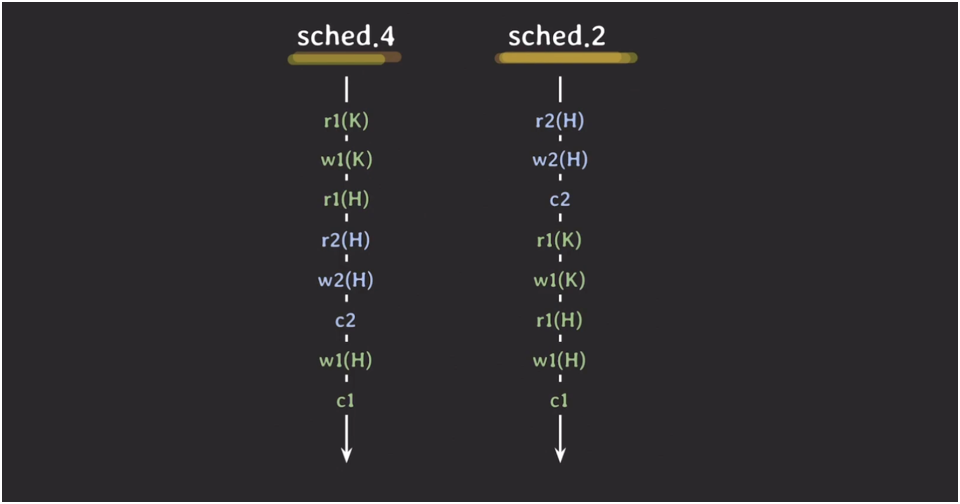 sched.4
r1(K)
w1(K)
r1(H)
r2(H)
w2(H)
c2
w1(H)
c1
sched.2
r2(H)
w2(H)
c2
r1(K)
w1(K)
r1(H)
w1(H)
c1